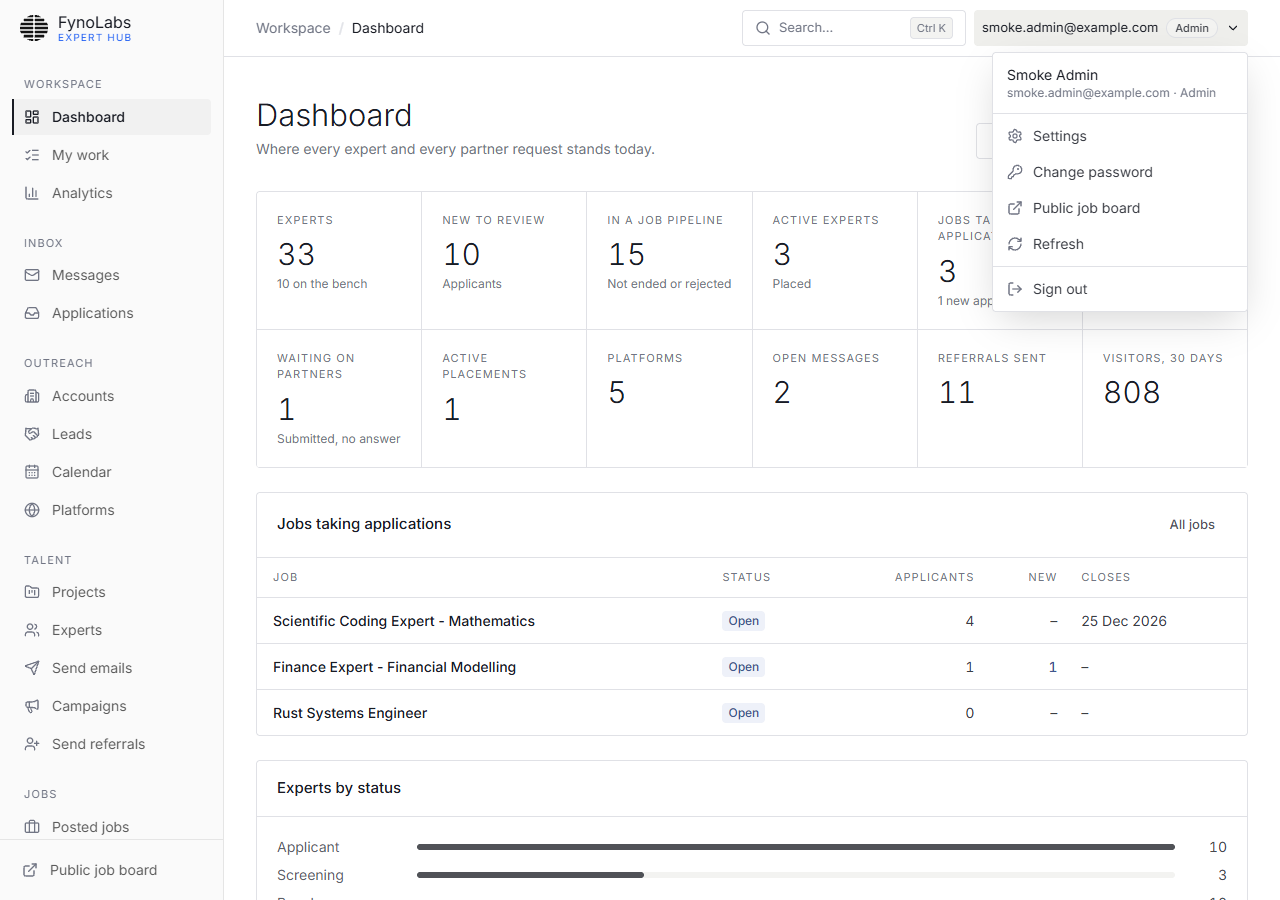 FynoLabs
EXPERT HUB
Workspace / Dashboard
Search...
Ctrl K
smoke.admin@example.com
Admin
Smoke Admin
smoke.admin@example.com · Admin
Settings
Change password
Public job board
Refresh
Sign out
WORKSPACE
Dashboard
My work
Analytics
INBOX
Messages
Applications
OUTREACH
Accounts
Leads
Calendar
Platforms
TALENT
Projects
Experts
Send emails
Campaigns
Send referrals
JOBS
Posted jobs
Public job board
Dashboard
Where every expert and every partner request stands today.
EXPERTS
33
10 on the bench
NEW TO REVIEW
10
Applicants
IN A JOB PIPELINE
15
Not ended or rejected
ACTIVE EXPERTS
3
Placed
JOBS
3
1 new
WAITING ON
PARTNERS
1
Submitted, no answer
ACTIVE
PLACEMENTS
1
PLATFORMS
5
OPEN MESSAGES
2
REFERRALS SENT
11
VISITORS, 30 DAYS
808
Jobs taking applications
All jobs
JOB STATUS APPLICANTS NEW CLOSES
Scientific Coding Expert - Mathematics Open 4 – 25 Dec 2026
Finance Expert - Financial Modelling Open 1 1 –
Rust Systems Engineer Open 0 – –
Experts by status
Applicant 10
Screening 3